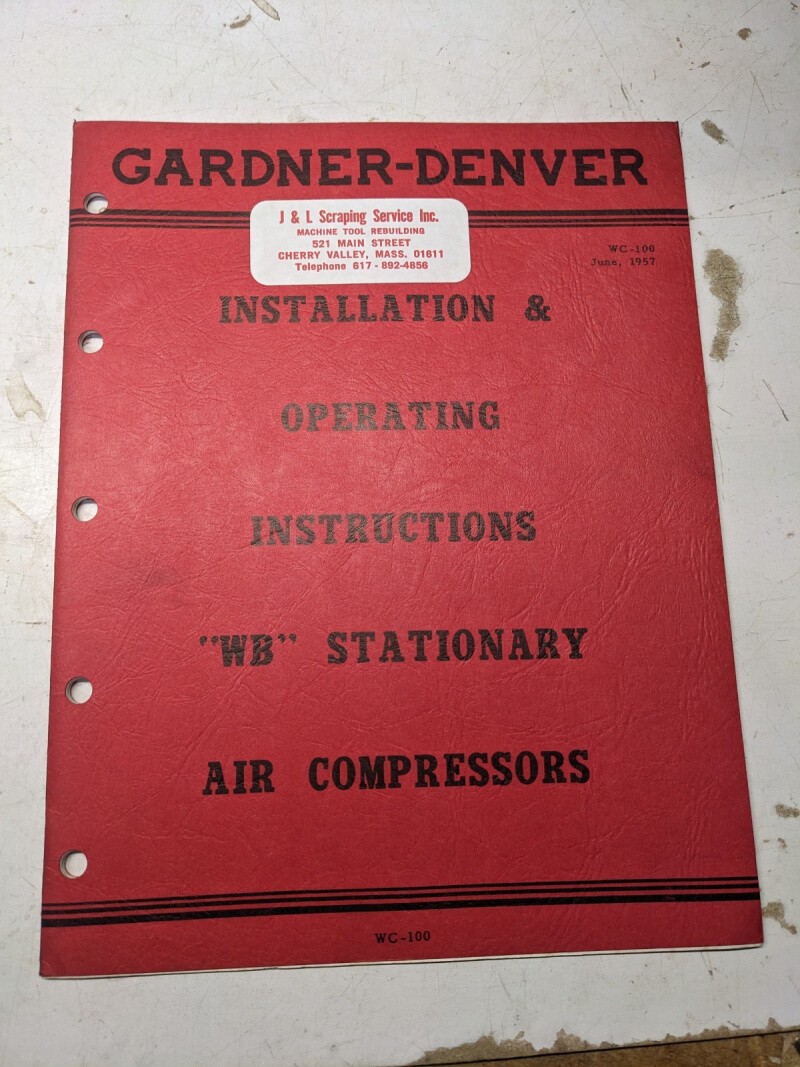 GARDNER-DENVER
J & L Scraping Service Inc.
MACHINE TOOL REBUILDING
521 MAIN STREET
CHERRY VALLEY, MASS. 01611
Telephone 617 - 892-4856
WC-100
June, 1957
INSTALLATION &
OPERATING
INSTRUCTIONS
"WB" STATIONARY
AIR COMPRESSORS
WC-100